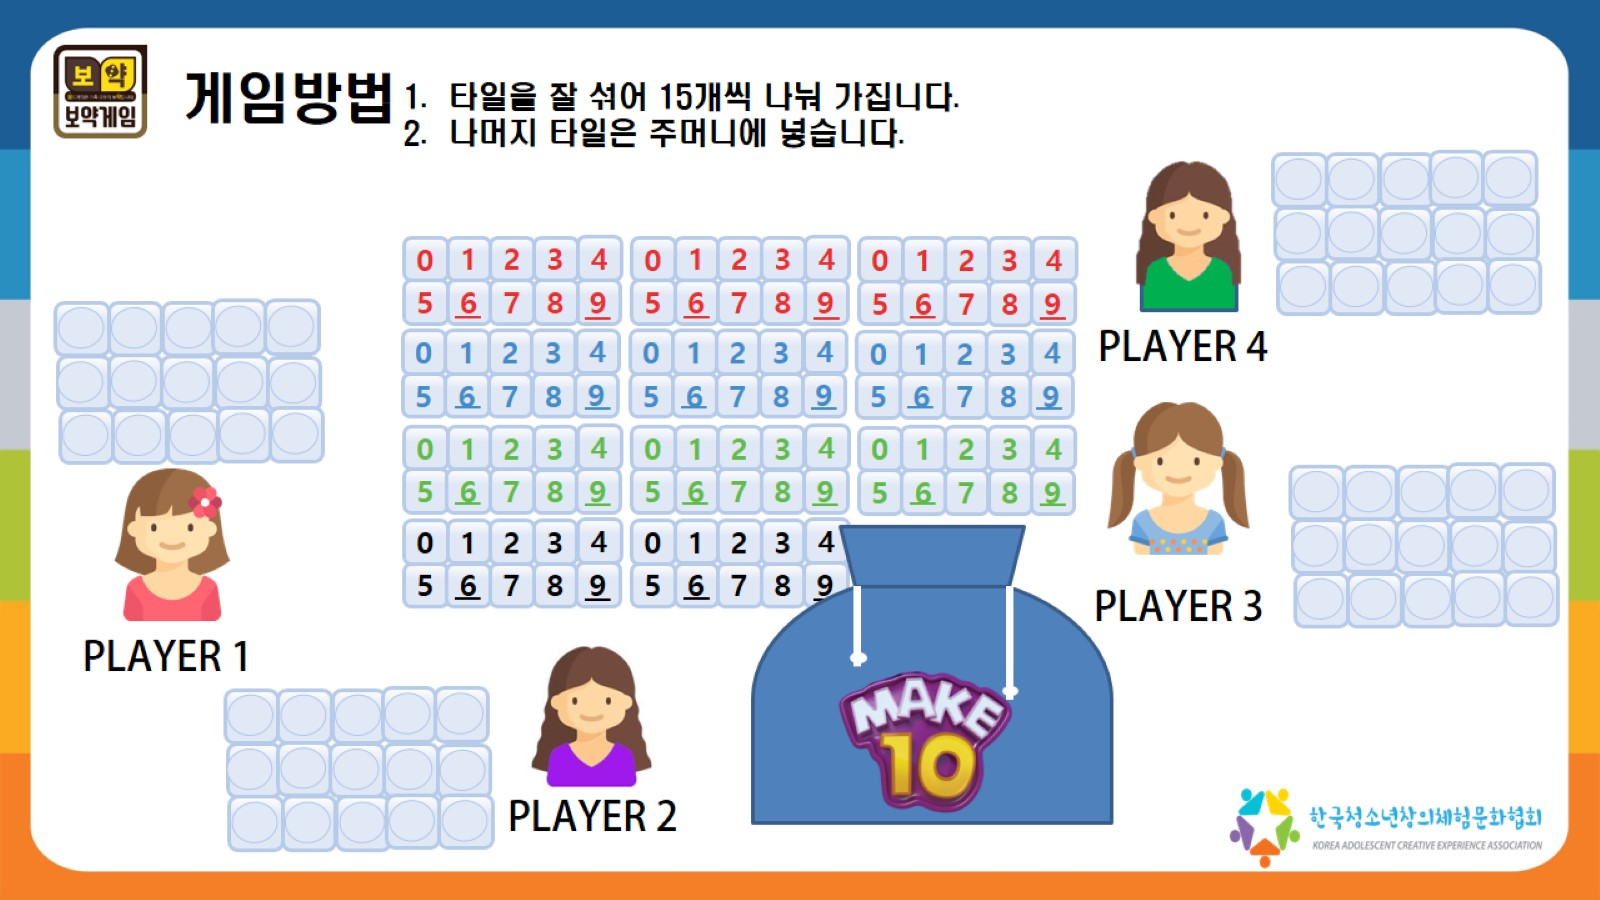 보약
보약게임
게임방법
1. 타일을 잘 섞어 15개씩 나눠 가집니다.
2. 나머지 타일은 주머니에 넣습니다.
0 1 2 3 4 0 1 2 3 4 0 1 2 3 4
5 6 7 8 9 5 6 7 8 9 5 6 7 8 9
0 1 2 3 4 0 1 2 3 4 0 1 2 3 4
5 6 7 8 9 5 6 7 8 9 5 6 7 8 9
0 1 2 3 4 0 1 2 3 4 0 1 2 3 4
5 6 7 8 9 5 6 7 8 9 5 6 7 8 9
0 1 2 3 4 0 1 2 3 4
5 6 7 8 9 5 6 7 8 9
PLAYER 4
PLAYER 3
PLAYER 1
PLAYER 2
MAKE
10
한국청소년창의체험문화협회
KOREA ADOLESCENT CREATIVE EXPERIENCE ASSOCIATION